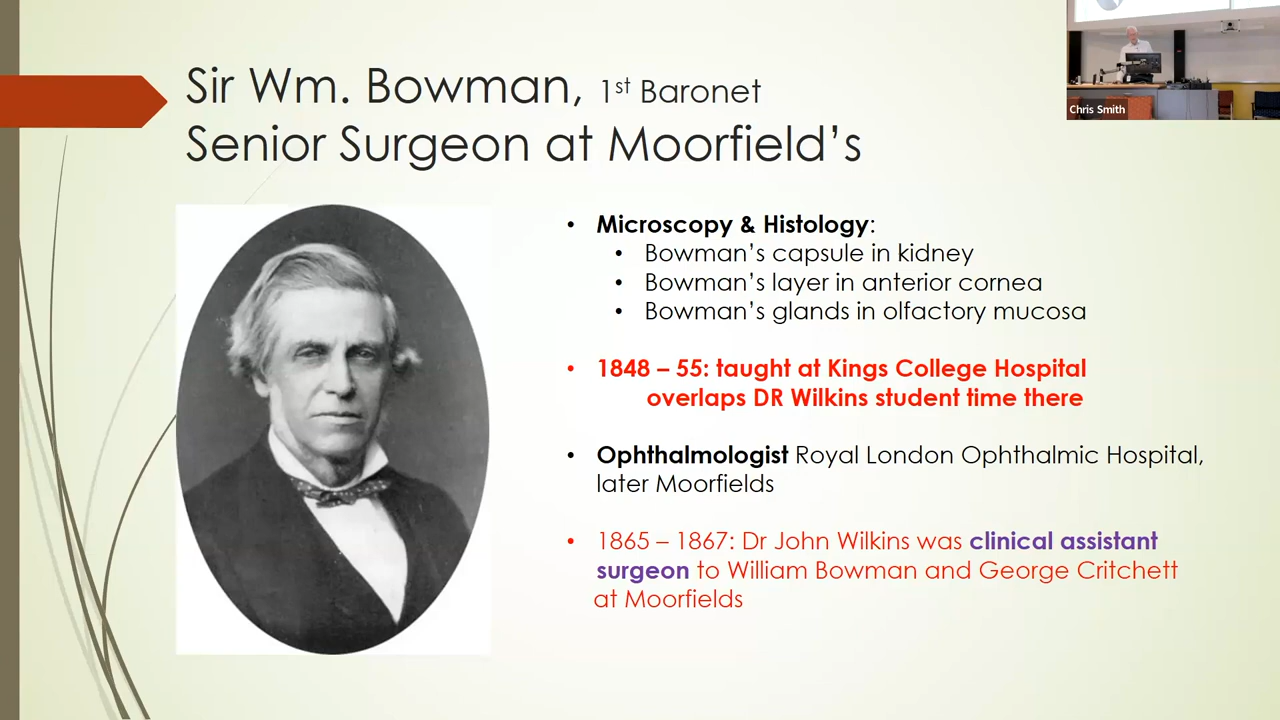 Sir Wm. Bowman, 1st Baronet
Senior Surgeon at Moorfield's
• Microscopy & Histology:
• Bowman's capsule in kidney
• Bowman's layer in anterior cornea
• Bowman's glands in olfactory mucosa
• 1848 – 55: taught at Kings College Hospital
overlaps DR Wilkins student time there
• Ophthalmologist Royal London Ophthalmic Hospital,
later Moorfields
• 1865 – 1867: Dr John Wilkins was clinical assistant
surgeon to William Bowman and George Critchett
at Moorfields
Chris Smith